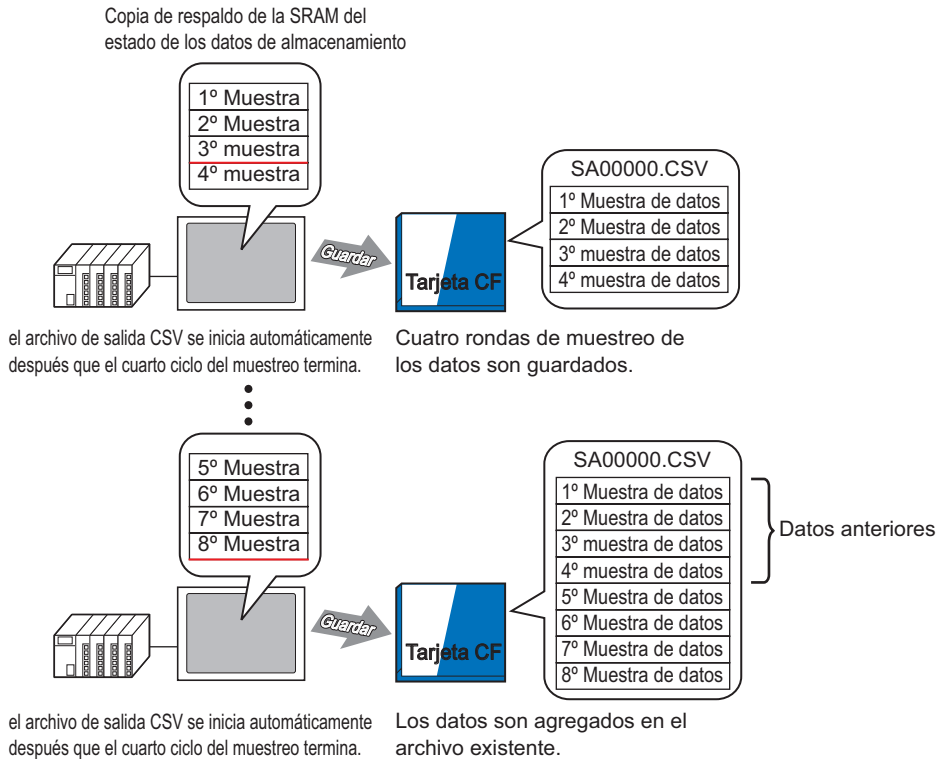 Copia de respaldo de la SRAM del
estado de los datos de almacenamiento
1º Muestra
2º Muestra
3º muestra
4º muestra
Guardar
Tarjeta CF
SA00000.CSV
1º Muestra de datos
2º Muestra de datos
3º muestra de datos
4º muestra de datos
el archivo de salida CSV se inicia automáticamente
después que el cuarto ciclo del muestreo termina.
Cuatro rondas de muestreo de
los datos son guardados.
5º Muestra
6º Muestra
7º Muestra
8º Muestra
Guardar
Tarjeta CF
SA00000.CSV
1º Muestra de datos
2º Muestra de datos
3º muestra de datos
4º muestra de datos
5º Muestra de datos
6º Muestra de datos
7º Muestra de datos
8º Muestra de datos
Datos anteriores
el archivo de salida CSV se inicia automáticamente
después que el cuarto ciclo del muestreo termina.
Los datos son agregados en el
archivo existente.